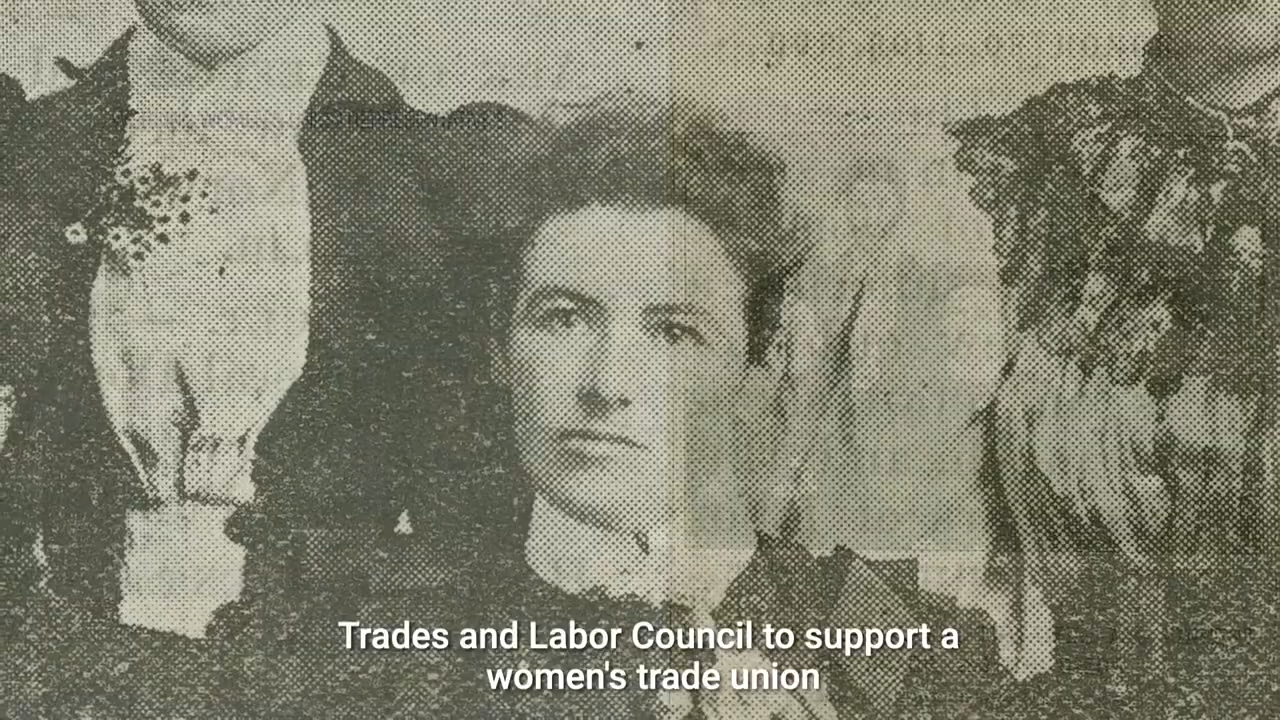 Trades and Labor Council to support a
women's trade union